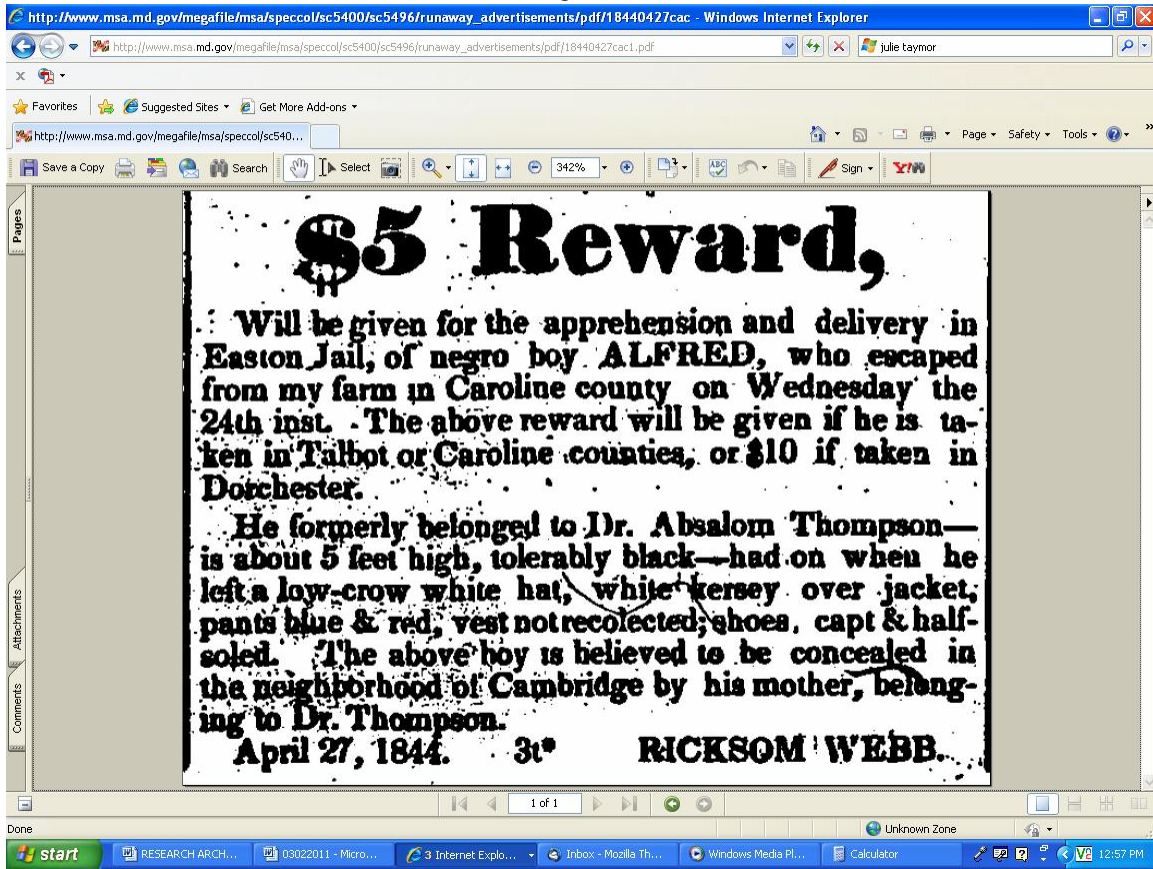 http://www.msa.md.gov/megafile/msa/speccol/sc5400/sc5496/runaway_advertisements/pdf/18440427cac - Windows Internet Explorer
http://www.msa.md.gov/megafile/msa/speccol/sc5400/sc5496/runaway_advertisements/pdf/18440427cac1.pdf julie taymor
x
Favorites Suggested Sites Get More Add-ons
http://www.msa.md.gov/megafile/msa/speccol/sc540... Page Safety Tools »
Save a Copy Search Select 342% ABC Sign Y!
Pages
Attachments
Comments
$5 Reward,
Will be given for the apprehension and delivery in
Easton Jail, of negro boy ALFRED, who escaped
from my farm in Caroline county on Wednesday the
24th inst. The above reward will be given if he is ta-
ken in Talbot or Caroline counties, or $10 if taken in
Dorchester.
He formerly belonged to Dr. Absalom Thompson—
is about 5 feet high, tolerably black—had on when he
left a low-crow white hat, white kersey over jacket,
pants blue & red, vest not recolected; shoes, capt & half-
soled. The above boy is believed to be concealed in
the neighborhood of Cambridge by his mother, belong-
ing to Dr. Thompson.
April 27, 1844. 3t* RICKSOM WEBB.
1 of 1
Done Unknown Zone
start RESEARCH ARCH... 03022011 - Micro... 3 Internet Explo... Inbox - Mozilla Th... Windows Media Pl... Calculator 12:57 PM